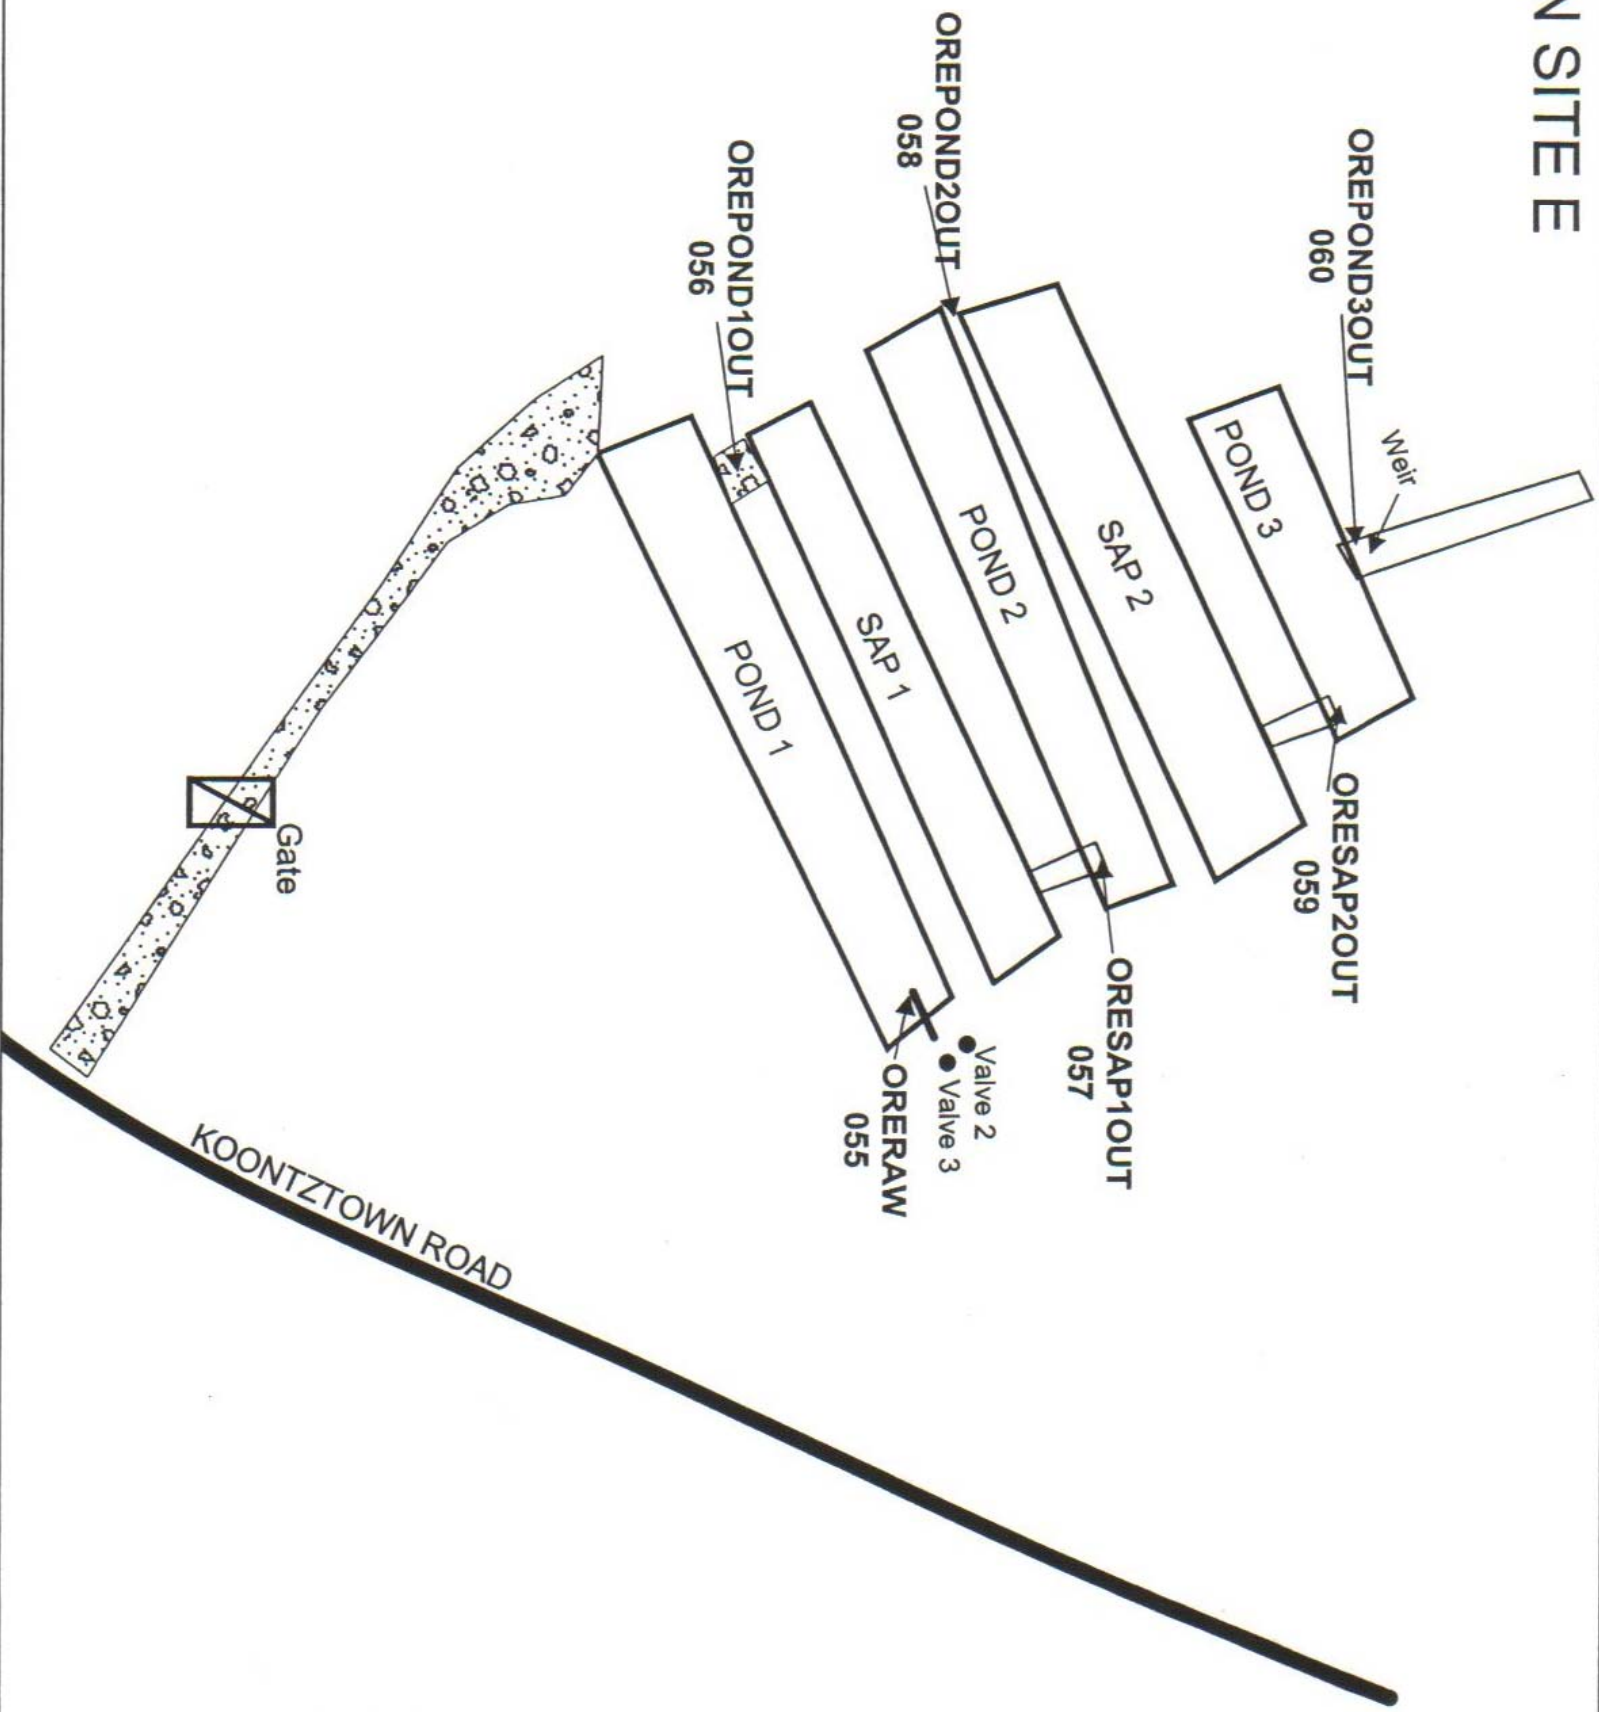 N SITE E
OREPOND3OUT
060
Weir
POND 3
ORESAP2OUT
059
SAP 2
OREPOND2OUT
058
POND 2
ORESAP1OUT
057
SAP 1
OREPOND1OUT
056
POND 1
Valve 2
Valve 3
ORERAW
055
Gate
KOONTZTOWN ROAD